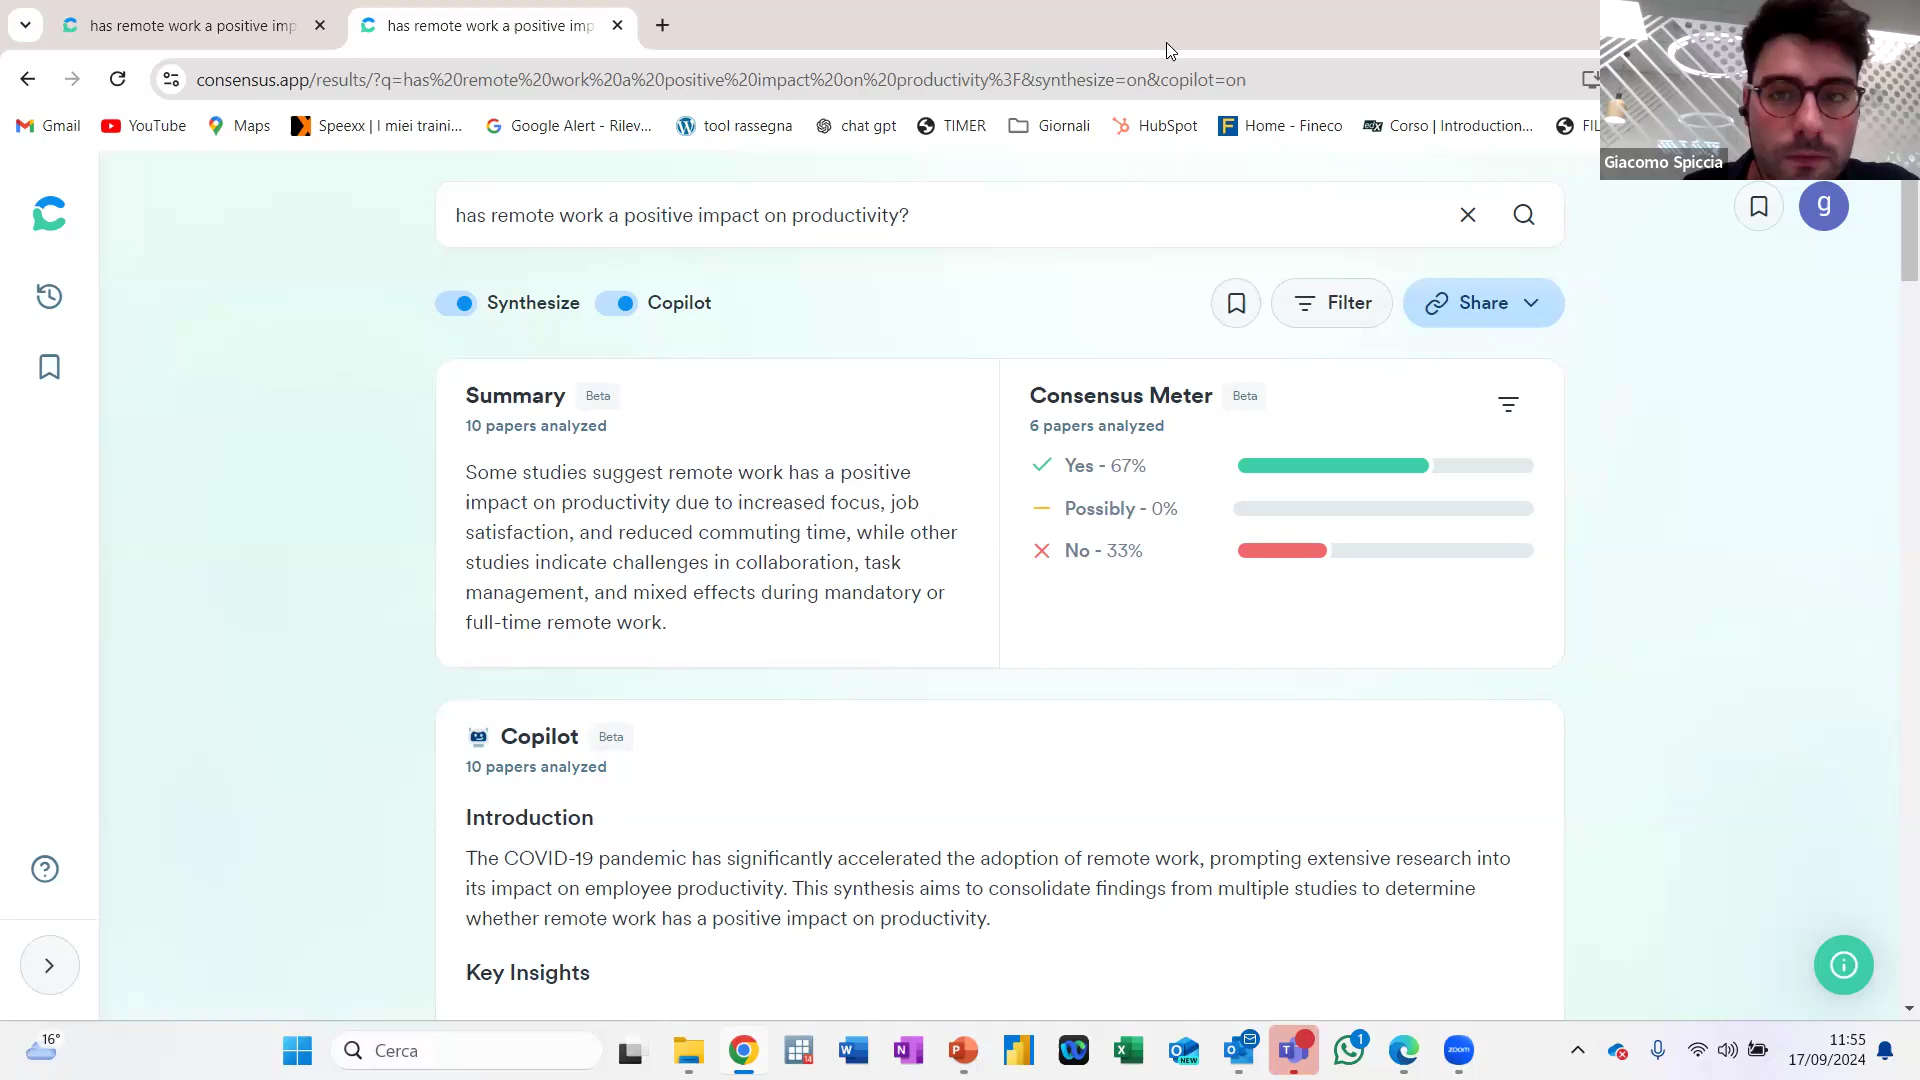 has remote work a positive imp
has remote work a positive imp
consensus.app/results/?q=has%20remote%20work%20a%20positive%20impact%20on%20productivity%3F&synthesize=on&copilot=on
Gmail
YouTube
Maps
Speexx | I miei traini...
Google Alert - Rilev...
tool rassegna
chat gpt
TIMER
Giornali
HubSpot
Home - Fineco
Corso | Introduction...
FIL
Giacomo Spiccia
has remote work a positive impact on productivity?
g
Synthesize
Copilot
Filter
Share
Summary Beta
10 papers analyzed
Some studies suggest remote work has a positive
impact on productivity due to increased focus, job
satisfaction, and reduced commuting time, while other
studies indicate challenges in collaboration, task
management, and mixed effects during mandatory or
full-time remote work.
Consensus Meter Beta
6 papers analyzed
Yes - 67%
Possibly - 0%
No - 33%
Copilot Beta
10 papers analyzed
Introduction
The COVID-19 pandemic has significantly accelerated the adoption of remote work, prompting extensive research into
its impact on employee productivity. This synthesis aims to consolidate findings from multiple studies to determine
whether remote work has a positive impact on productivity.
Key Insights
16°
Cerca
11:55
17/09/2024